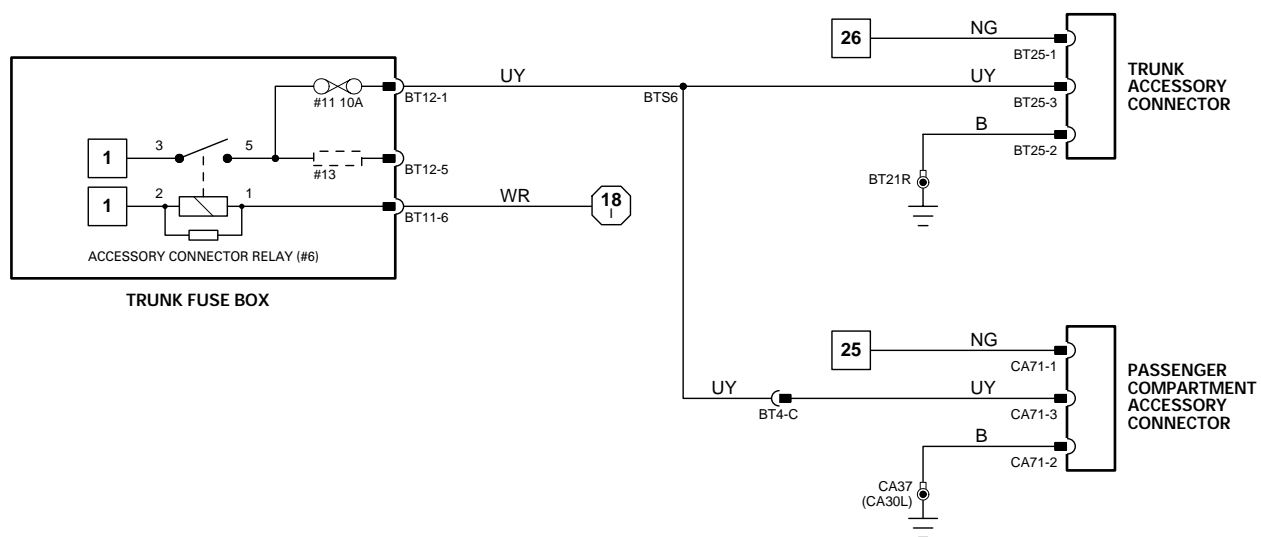 26
NG
BT25-1
UY
#11 10A
BT12-1
BTS6
UY
BT25-3
TRUNK
ACCESSORY
CONNECTOR
B
BT25-2
1
3
5
#13
BT12-5
BT21R
1
2
1
BT11-6
WR
18
I
ACCESSORY CONNECTOR RELAY (#6)
TRUNK FUSE BOX
25
NG
CA71-1
UY
BT4-C
UY
CA71-3
PASSENGER
COMPARTMENT
ACCESSORY
CONNECTOR
B
CA71-2
CA37
(CA30L)